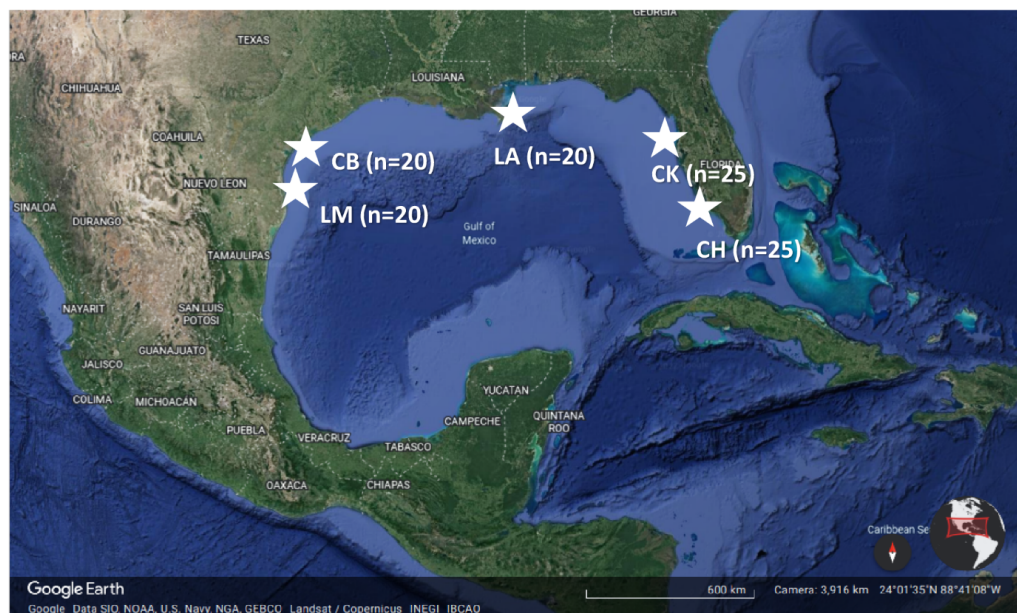 GEORGIA
TEXAS
LOUISIANA
CHIHUAHUA
COAHUILA
CB (n=20)
LA (n=20)
FLORIDA
CK (n=25)
NUEVO LEON
SINALOA
LM (n=20)
DURANGO
Gulf of
Mexico
CH (n=25)
TAMAULIPAS
NAYARIT
SAN LUIS
POTOSI
GUANAJUATO
JALISCO
COLIMA
MICHOACAN
YUCATAN
PUEBLA
VERACRUZ
CAMPECHE
QUINTANA
ROO
TABASCO
OAXACA
CHIAPAS
Caribbean Se
Google Earth
600 km
Camera: 3,916 km
24°01'35"N 88°41'08"W
Google Data SIO, NOAA, U.S. Navy, NGA, GEBCO Landsat / Copernicus INEGI IBCAO